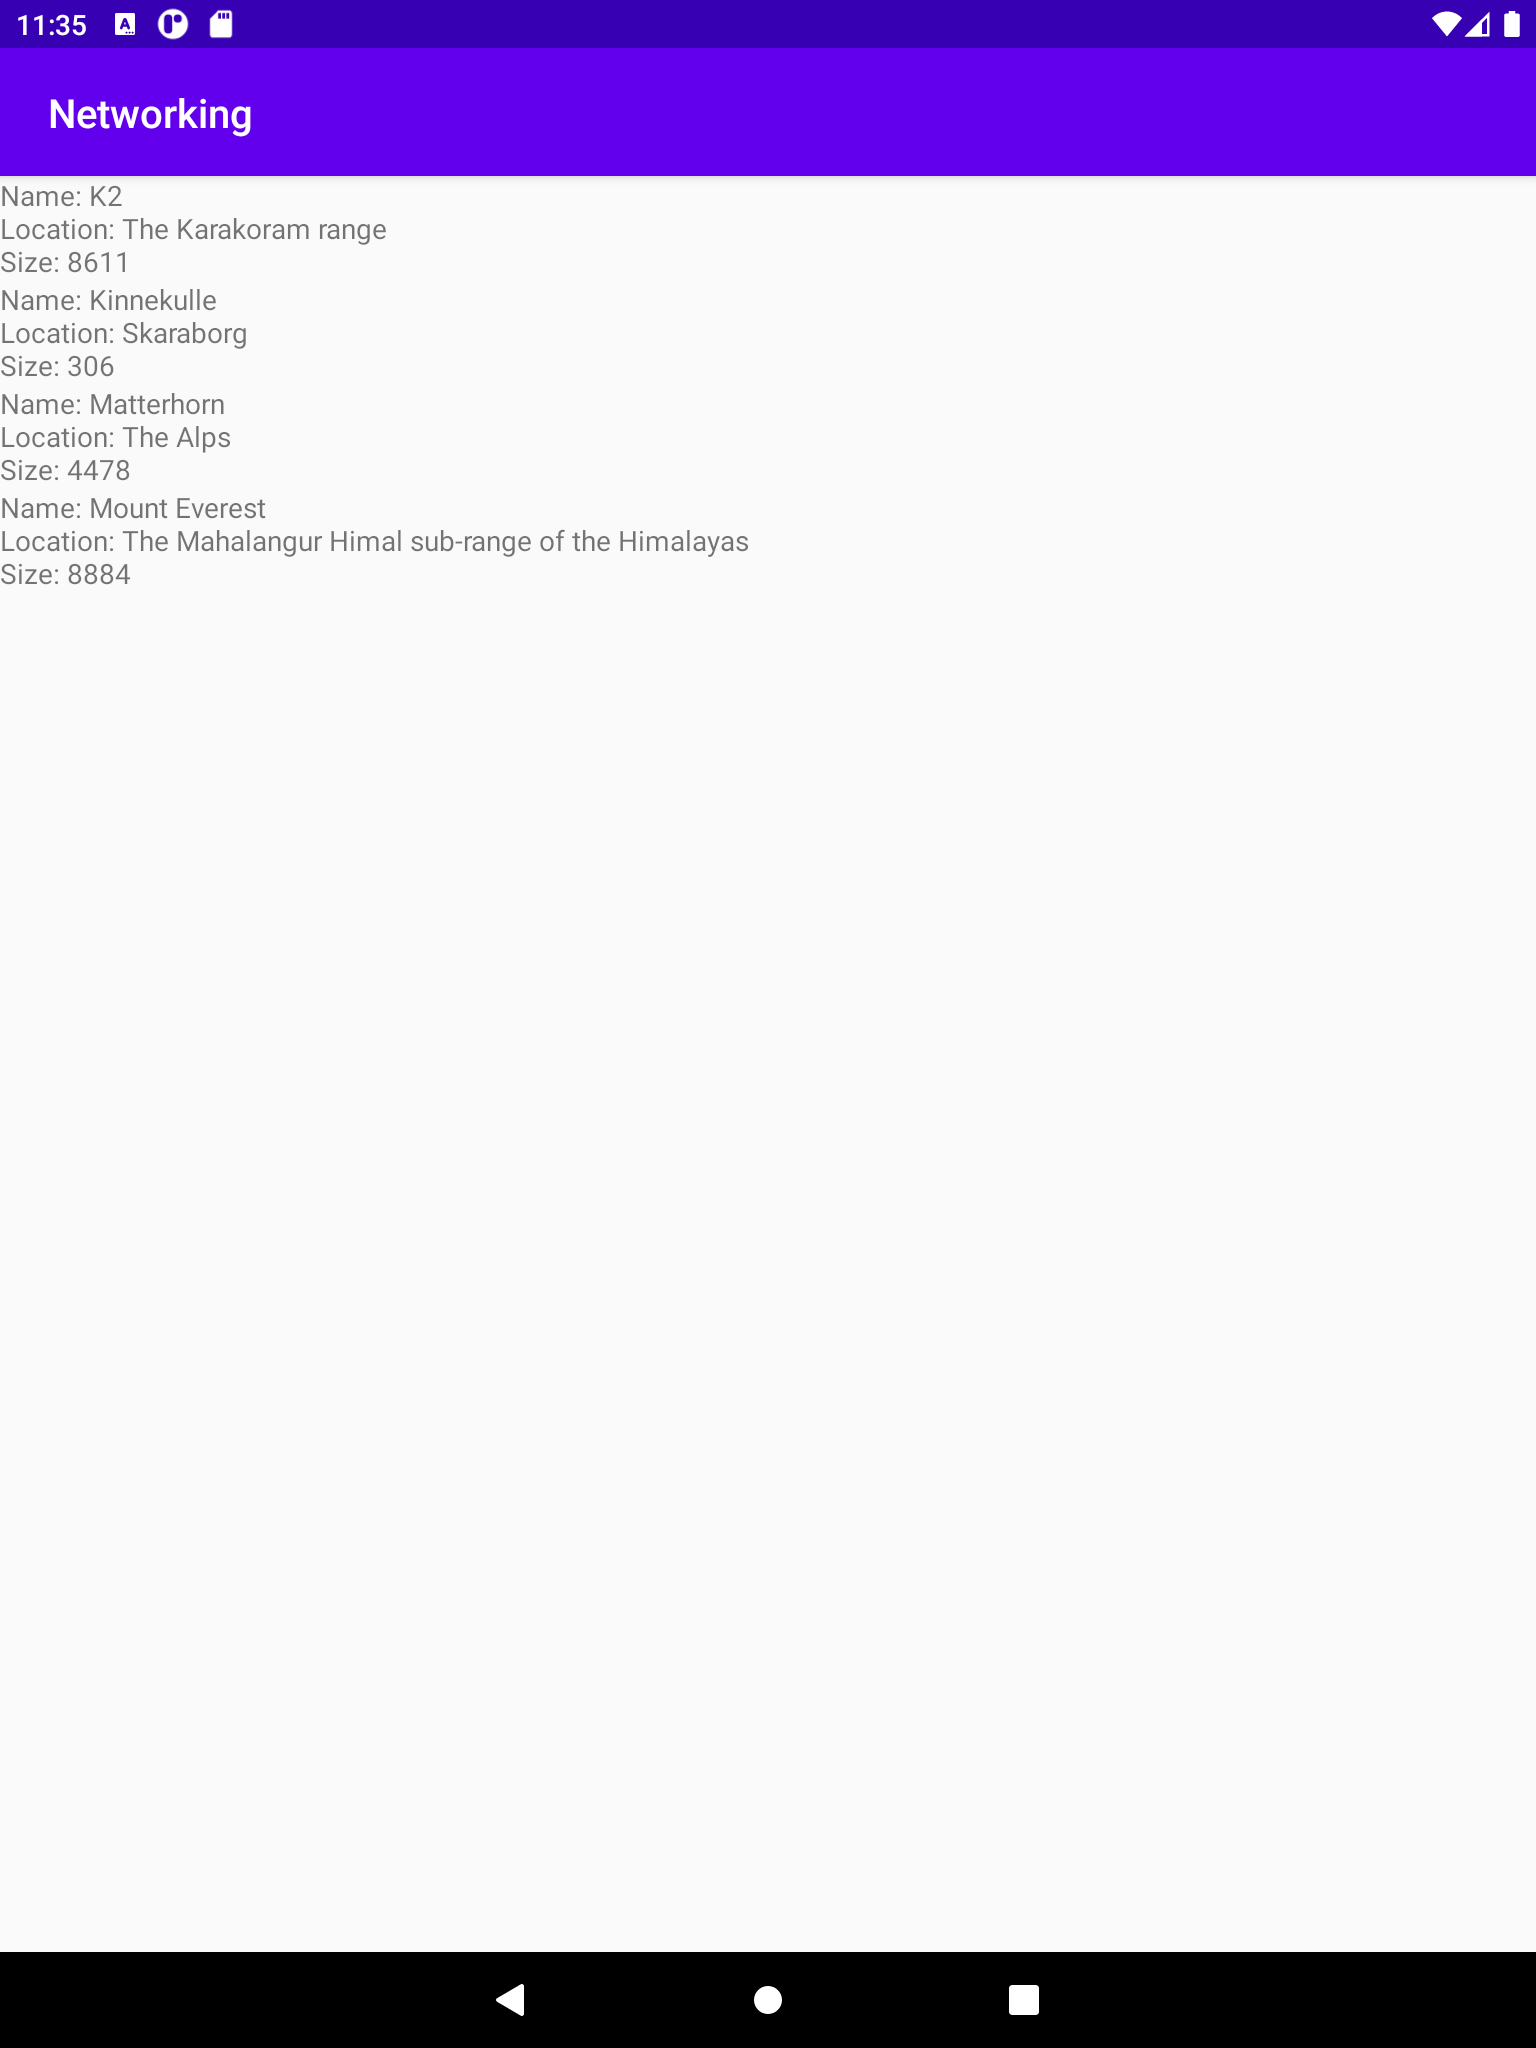 11:35
Networking
Name: K2
Location: The Karakoram range
Size: 8611
Name: Kinnekulle
Location: Skaraborg
Size: 306
Name: Matterhorn
Location: The Alps
Size: 4478
Name: Mount Everest
Location: The Mahalangur Himal sub-range of the Himalayas
Size: 8884